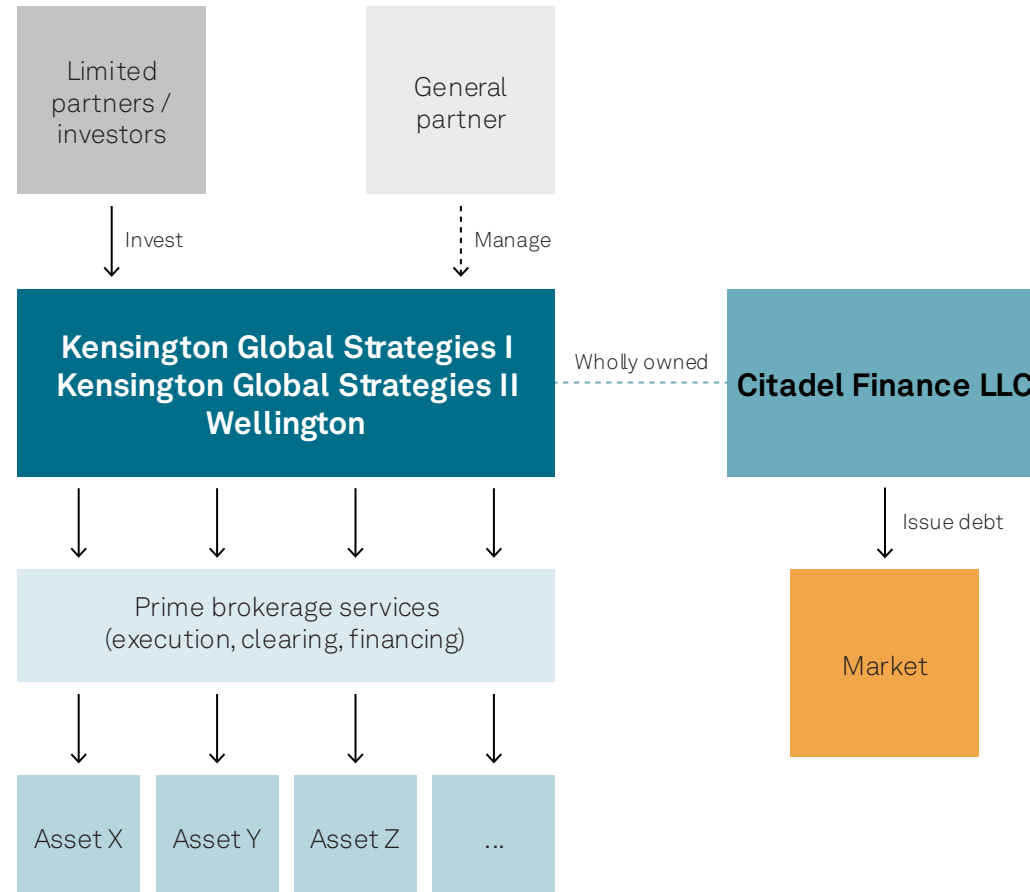 Limited
partners /
investors
General
partner
Invest
Manage
Kensington Global Strategies I
Kensington Global Strategies II
Wellington
Wholly owned
Citadel Finance LLC
Issue debt
Prime brokerage services
(execution, clearing, financing)
Market
Asset X
Asset Y
Asset Z
...